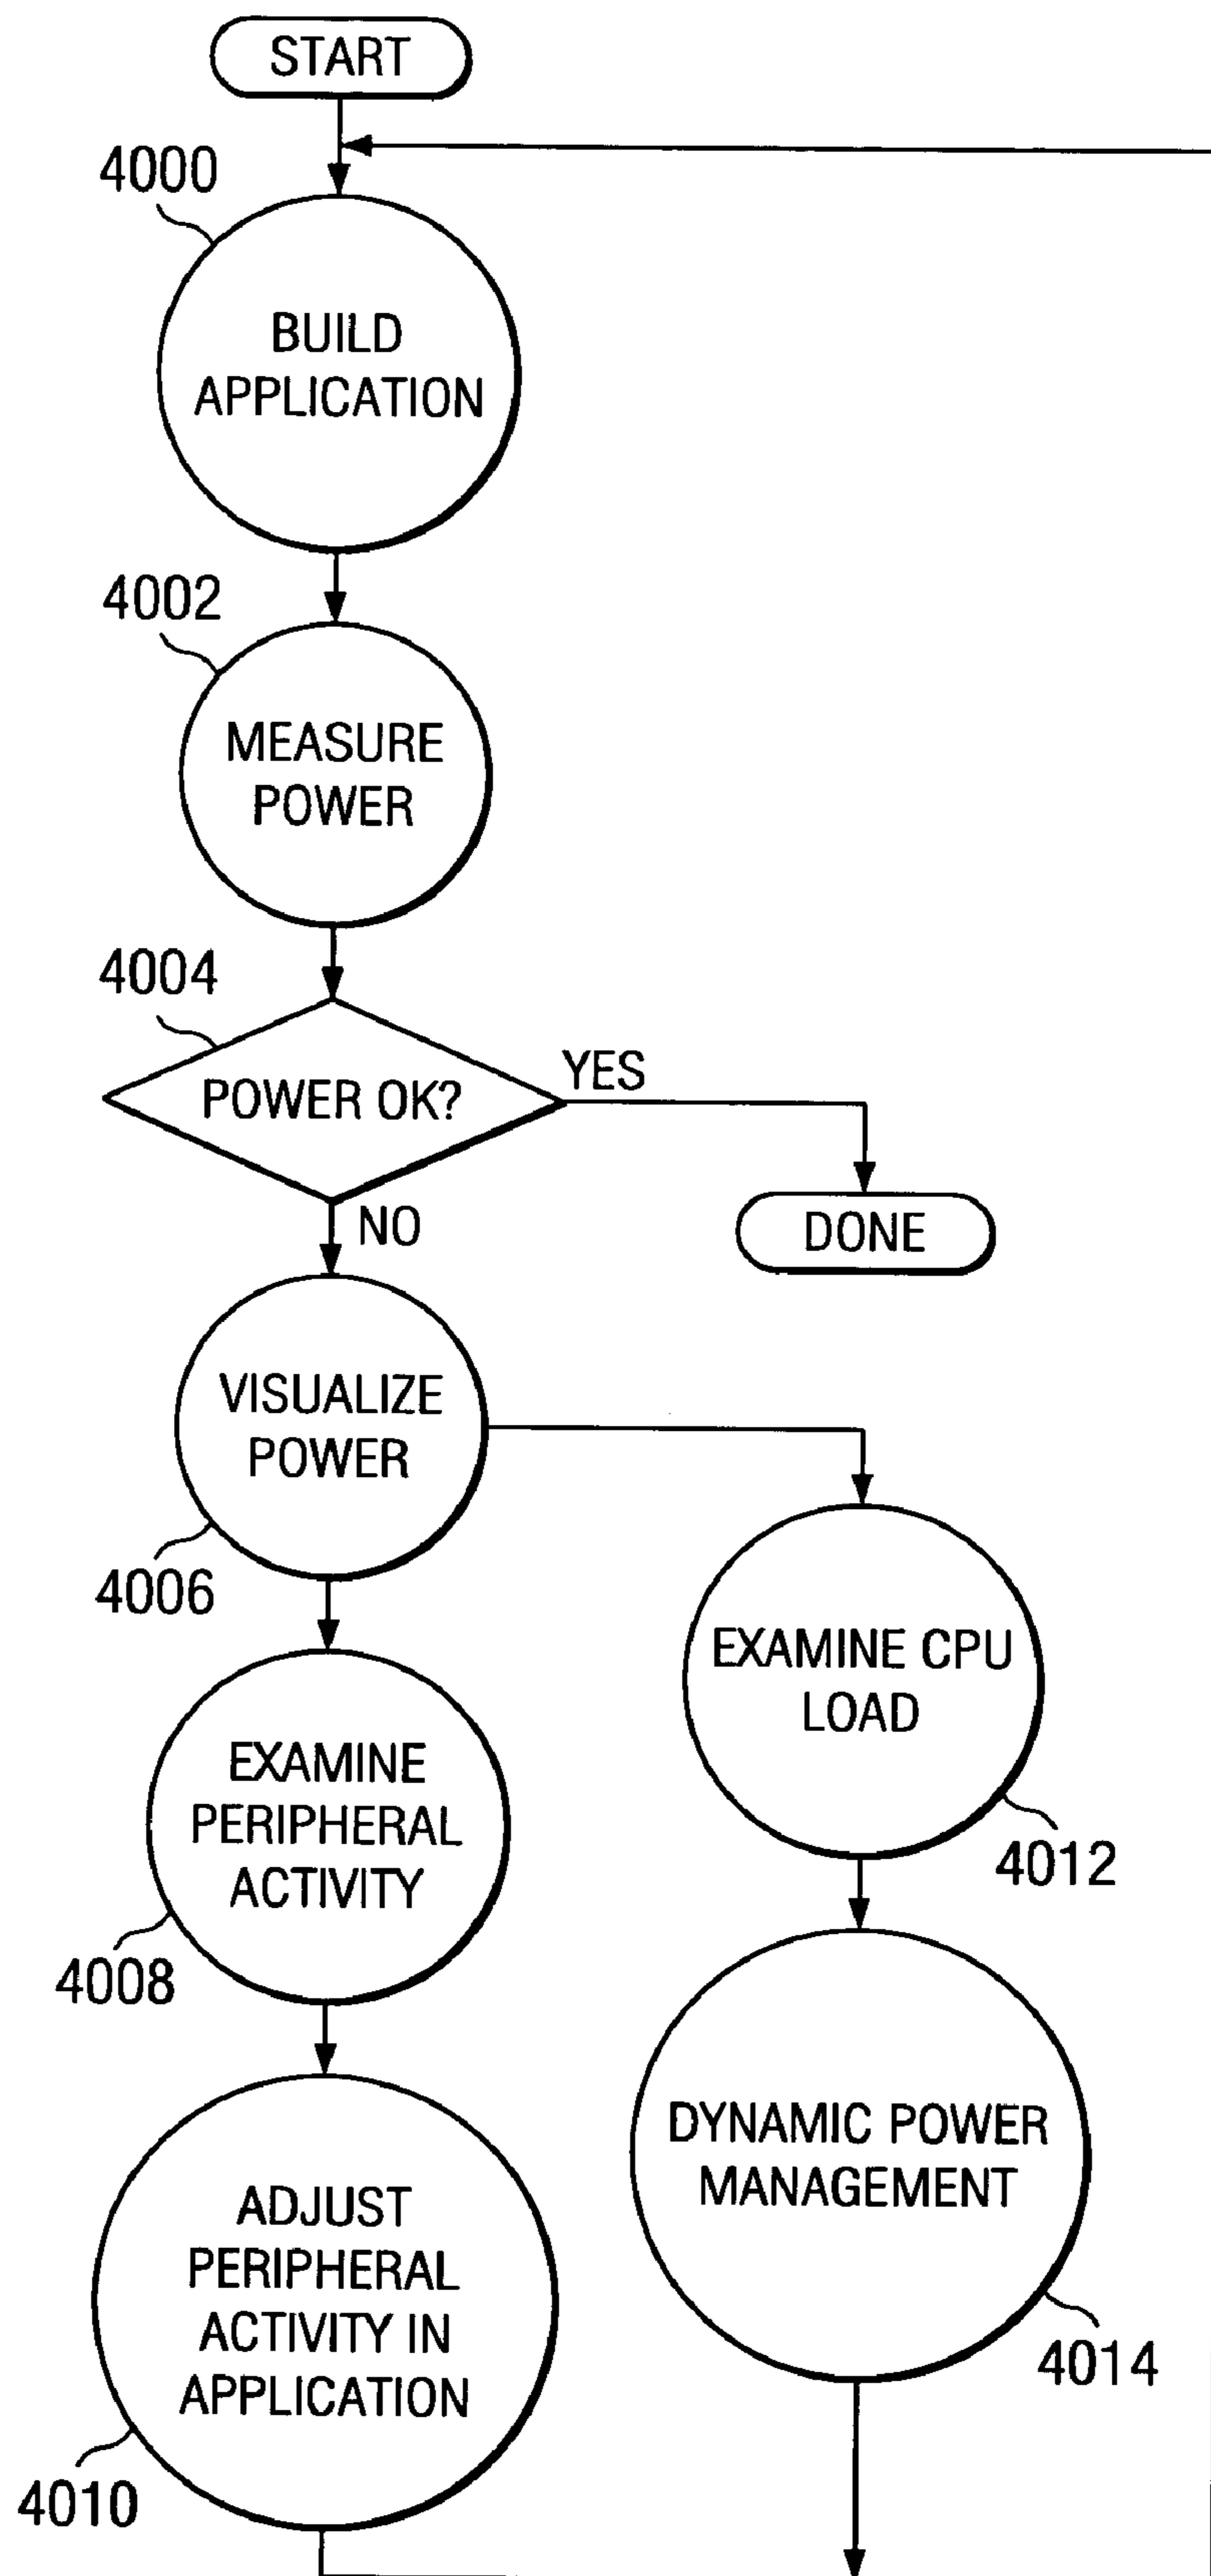 START
4000
BUILD
APPLICATION
4002
MEASURE
POWER
4004
POWER OK?
YES
DONE
NO
VISUALIZE
POWER
4006
EXAMINE CPU
LOAD
4012
EXAMINE
PERIPHERAL
ACTIVITY
4008
DYNAMIC POWER
MANAGEMENT
4014
ADJUST
PERIPHERAL
ACTIVITY IN
APPLICATION
4010